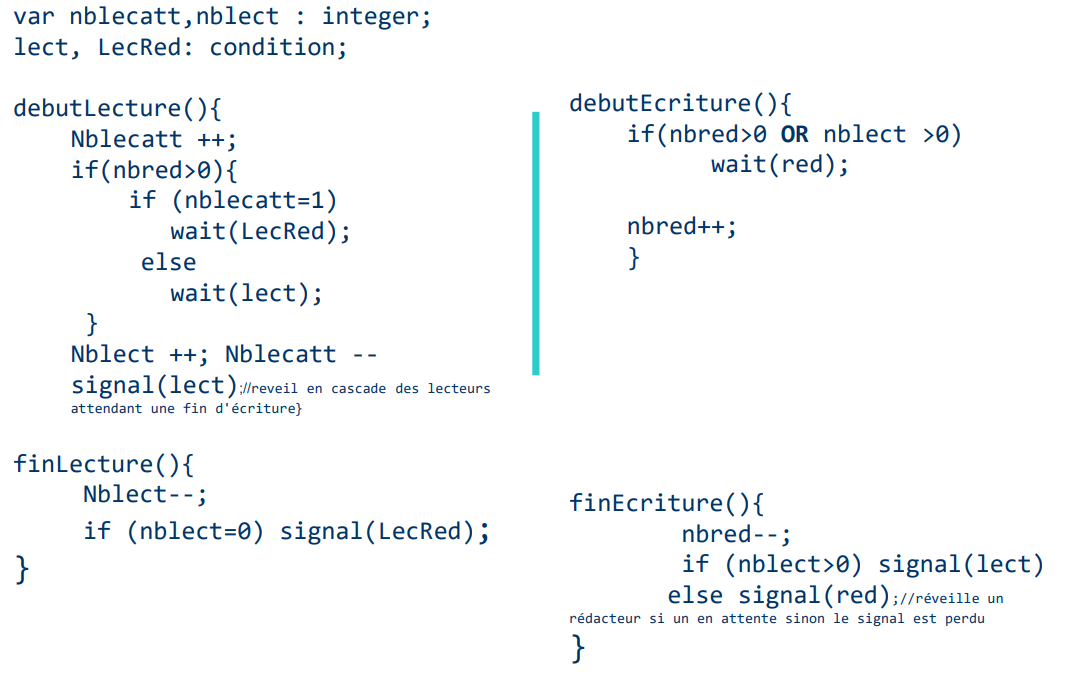 var nblecatt,nblect : integer;
lect, LecRed: condition;
debutLecture(){
Nblecatt ++;
if(nbred>0){
if (nblecatt=1)
wait(LecRed);
else
wait(lect);
}
Nblect ++; Nblecatt --
signal(lect);//reveil en cascade des lecteurs
attendant une fin d'écriture}
finLecture(){
Nblect--;
if (nblect=0) signal(LecRed);
}
debutEcriture(){
if(nbred>0 OR nblect >0)
wait(red);
nbred++;
}
finEcriture(){
nbred--;
if (nblect>0) signal(lect)
else signal(red);//réveille un
rédacteur si un en attente sinon le signal est perdu
}